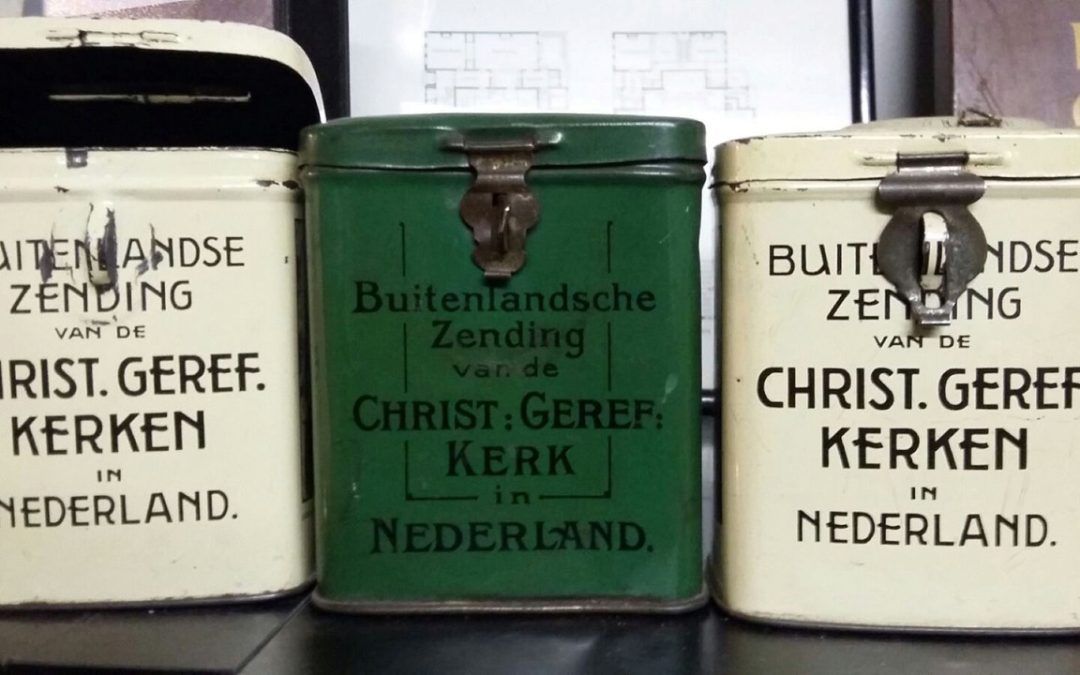 UITENLANDSE
ZENDING
VAN DE
HRIST. GEREF.
KERKEN
IN
NEDERLAND.
Buitenlandsche
Zending
van de
CHRIST: GEREF:
KERK
in
NEDERLAND.
BUITENLANDSE
ZENDING
VAN DE
CHRIST. GEREF
KERKEN
IN
NEDERLAND.